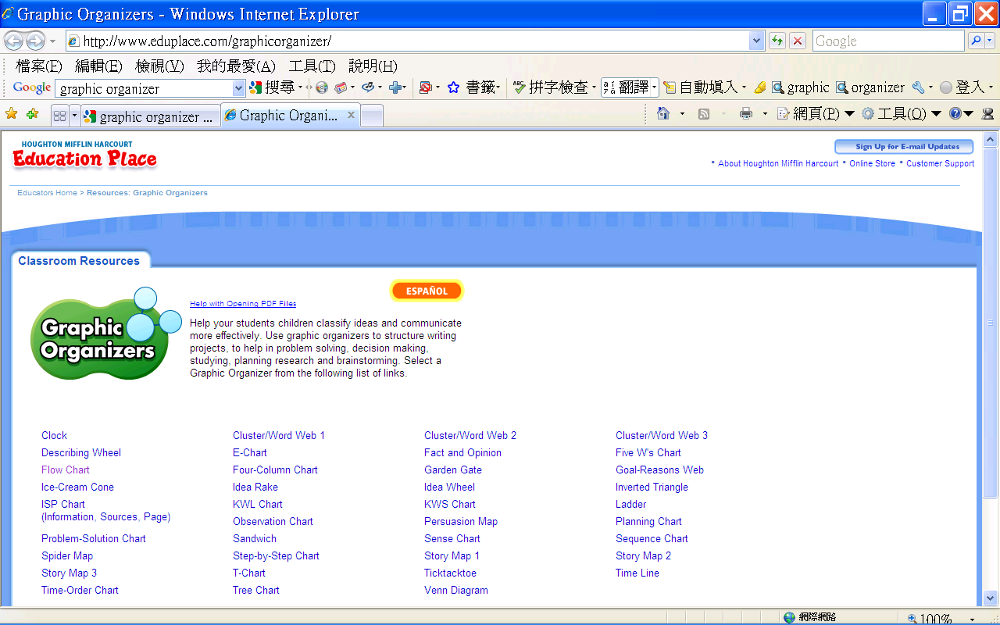 Graphic Organizers - Windows Internet Explorer
http://www.eduplace.com/graphicorganizer/
Google
檔案(F) 編輯(E) 檢視(V) 我的最愛(A) 工具(T) 說明(H)
Google graphic organizer 搜尋 書籤 ABC 拼字檢查 翻譯 自動填入 graphic organizer 登入
graphic organizer ... Graphic Organi... 網頁(P) 工具(O)
HOUGHTON MIFFLIN HARCOURT
Education Place
Sign Up for E-mail Updates
• About Houghton Mifflin Harcourt • Online Store • Customer Support
Educators Home > Resources: Graphic Organizers
Classroom Resources
Graphic Organizers
ESPAÑOL
Help with Opening PDF Files
Help your students children classify ideas and communicate
more effectively. Use graphic organizers to structure writing
projects, to help in problem solving, decision making,
studying, planning research and brainstorming. Select a
Graphic Organizer from the following list of links.
Clock Cluster/Word Web 1 Cluster/Word Web 2 Cluster/Word Web 3
Describing Wheel E-Chart Fact and Opinion Five W's Chart
Flow Chart Four-Column Chart Garden Gate Goal-Reasons Web
Ice-Cream Cone Idea Rake Idea Wheel Inverted Triangle
ISP Chart KWL Chart KWS Chart Ladder
(Information, Sources, Page)
Observation Chart Persuasion Map Planning Chart
Problem-Solution Chart Sandwich Sense Chart Sequence Chart
Spider Map Step-by-Step Chart Story Map 1 Story Map 2
Story Map 3 T-Chart Ticktacktoe Time Line
Time-Order Chart Tree Chart Venn Diagram
網際網路 100%